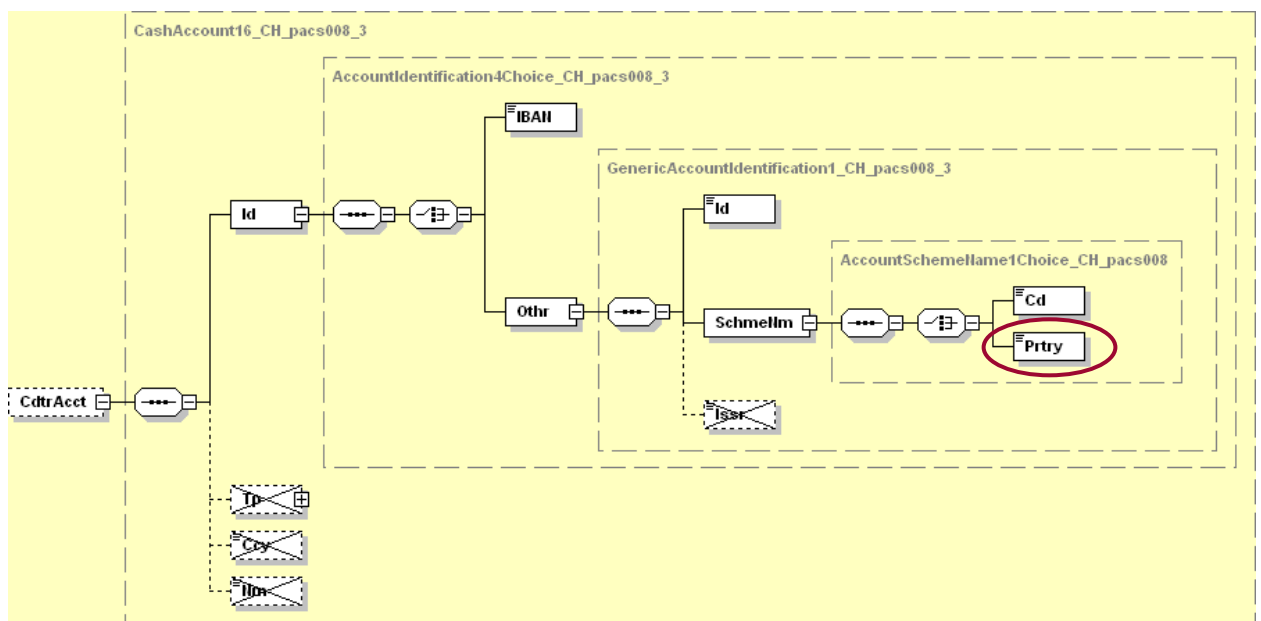 CashAccount16_CH_pacs008_3
AccountIdentification4Choice_CH_pacs008_3
IBAN
GenericAccountIdentification1_CH_pacs008_3
Id
Id
AccountSchemeName1Choice_CH_pacs008
Cd
Othr
SchmeNm
Prtry
CdtrAcct
Issr
Tp
Ccy
Nm